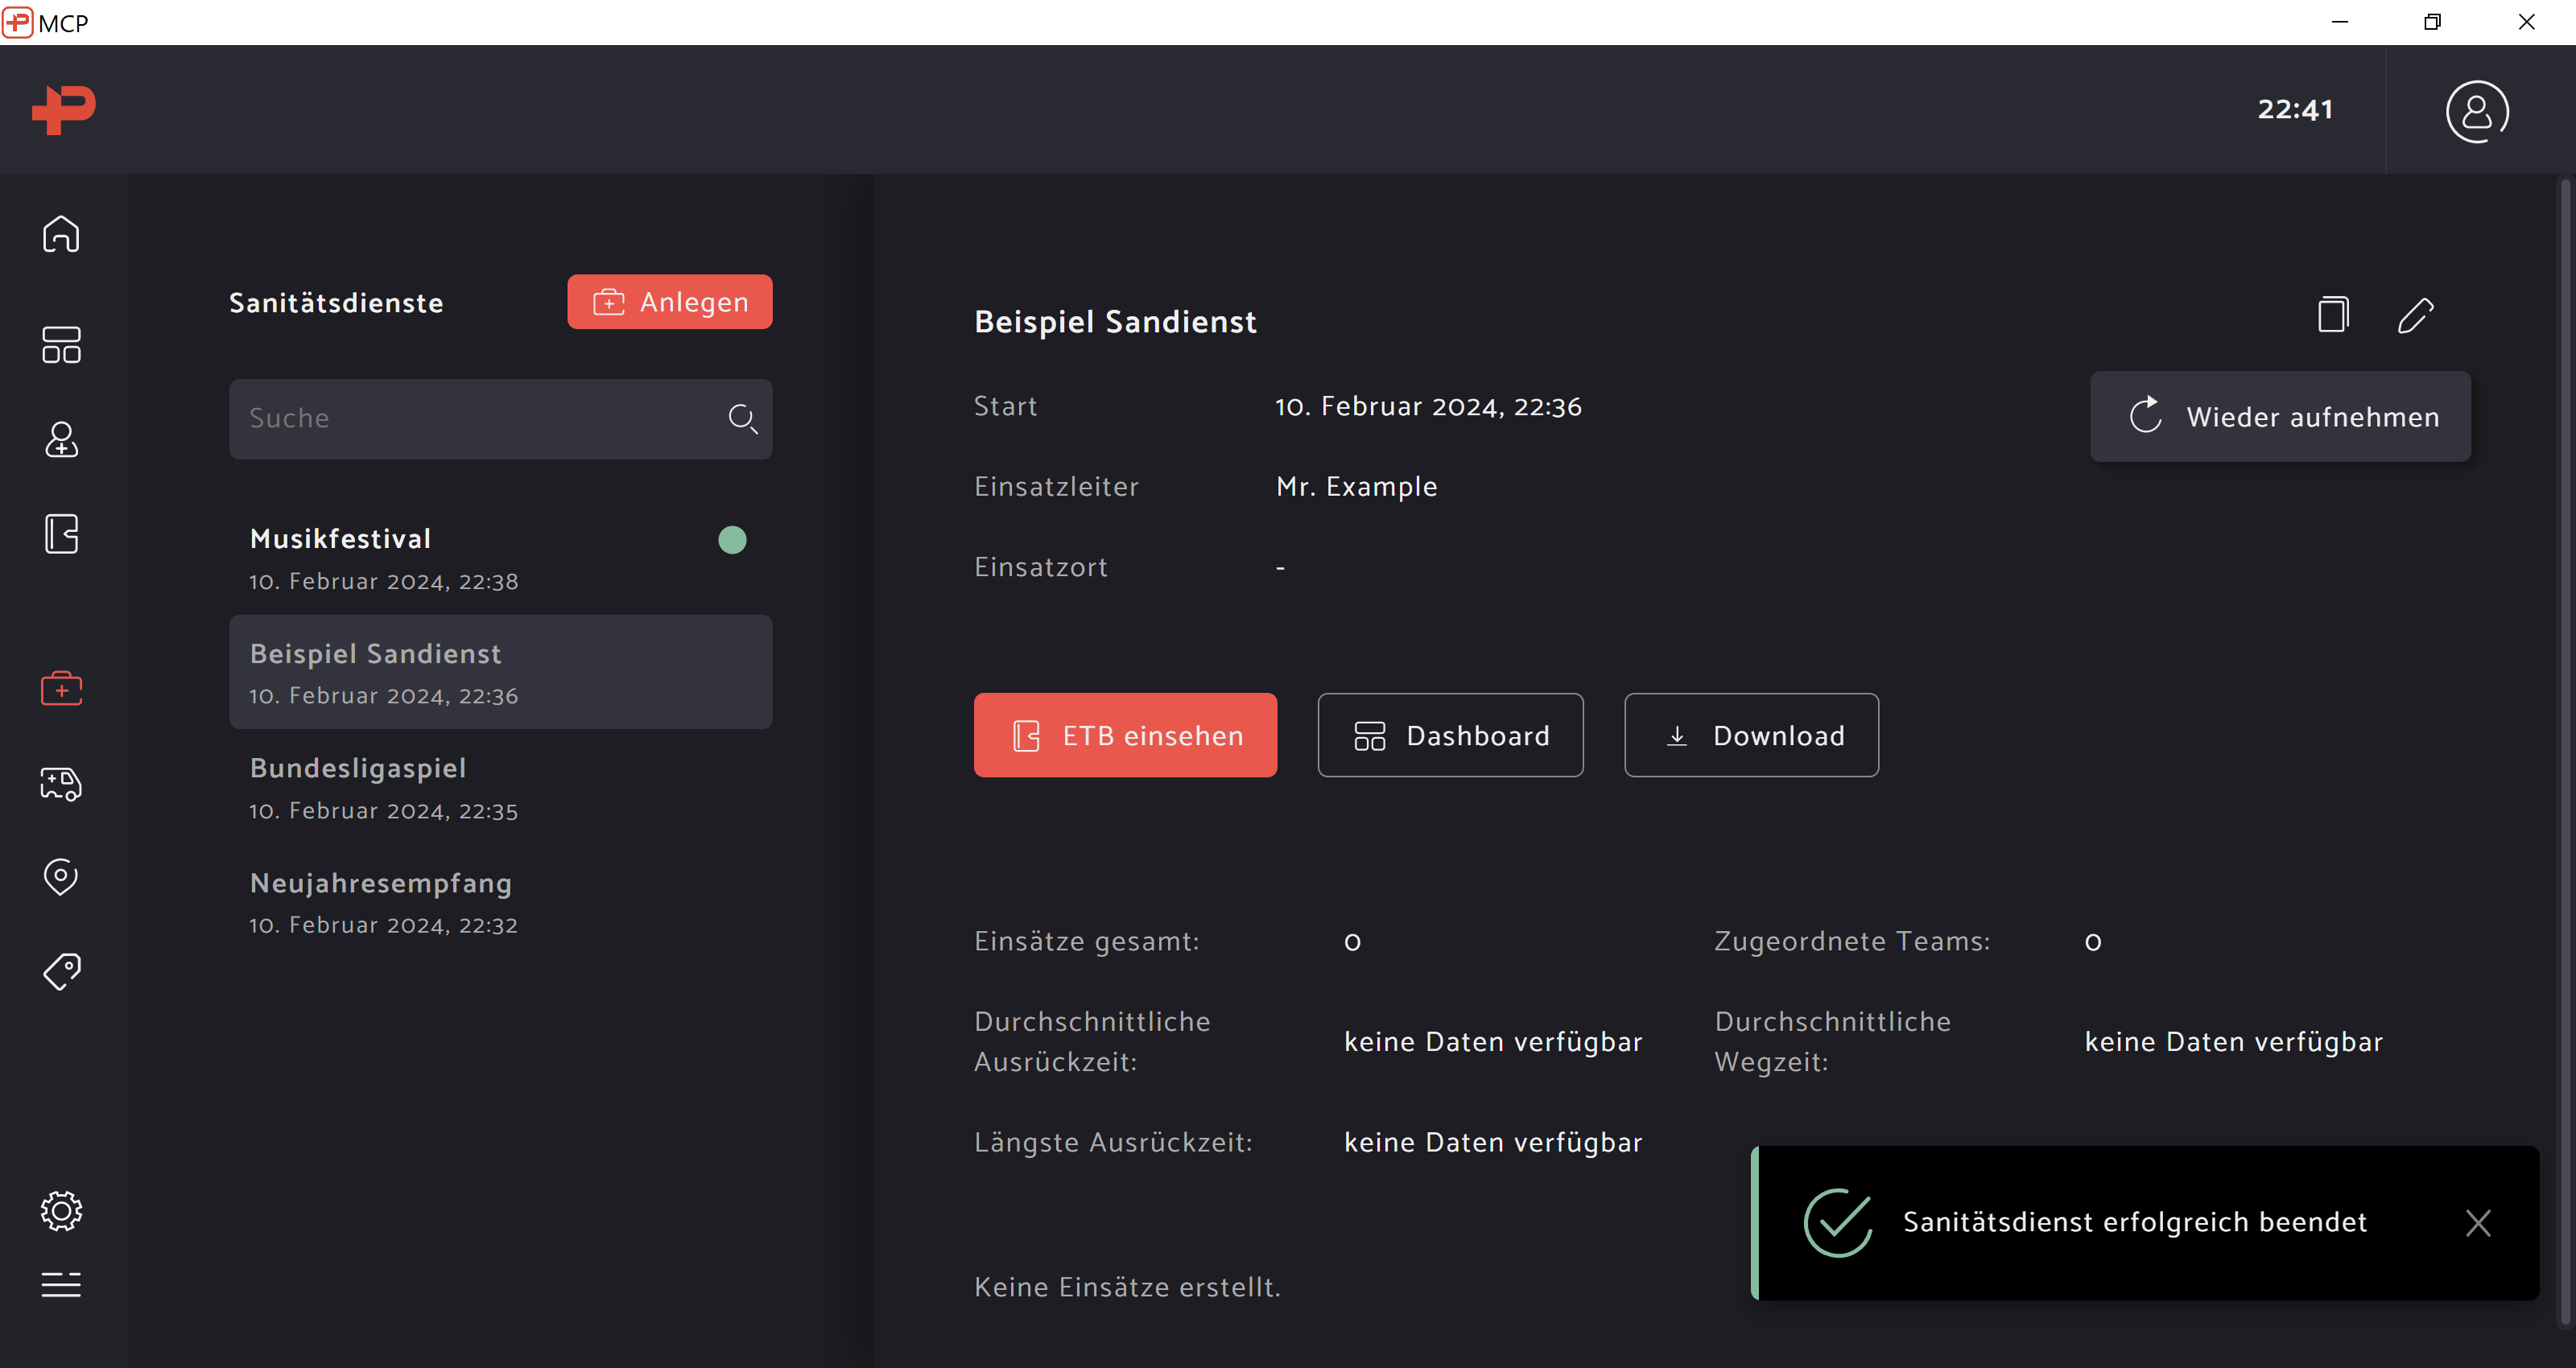 MCP
22:41
Sanitätsdienste
Anlegen
Suche
Musikfestival
10. Februar 2024, 22:38
Beispiel Sandienst
10. Februar 2024, 22:36
Bundesligaspiel
10. Februar 2024, 22:35
Neujahresempfang
10. Februar 2024, 22:32
Beispiel Sandienst
Start 10. Februar 2024, 22:36
Wieder aufnehmen
Einsatzleiter Mr. Example
Einsatzort -
ETB einsehen Dashboard Download
Einsätze gesamt: 0 Zugeordnete Teams: 0
Durchschnittliche
Ausrückzeit: keine Daten verfügbar
Durchschnittliche
Wegzeit: keine Daten verfügbar
Längste Ausrückzeit: keine Daten verfügbar
Sanitätsdienst erfolgreich beendet
Keine Einsätze erstellt.